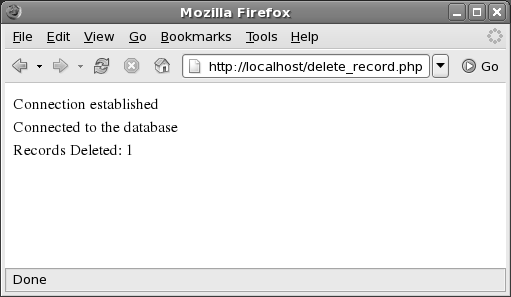 Mozilla Firefox
File Edit View Go Bookmarks Tools Help
http://localhost/delete_record.php Go
Connection established
Connected to the database
Records Deleted: 1
Done